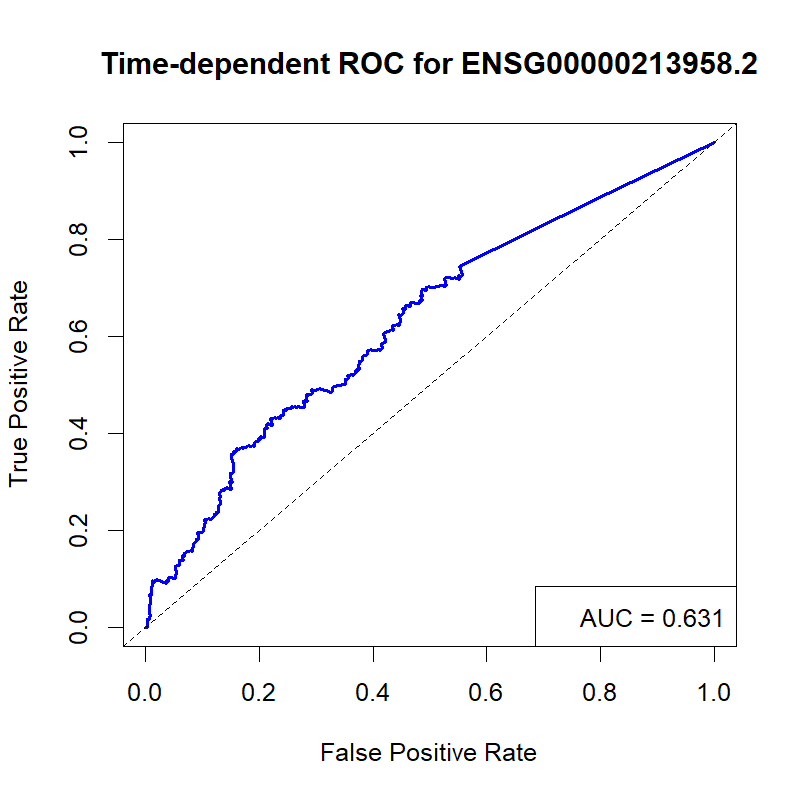 Time-dependent ROC for ENSG00000213958.2
True Positive Rate
1.0
0.8
0.6
0.4
0.2
0.0
AUC = 0.631
0.0 0.2 0.4 0.6 0.8 1.0
False Positive Rate